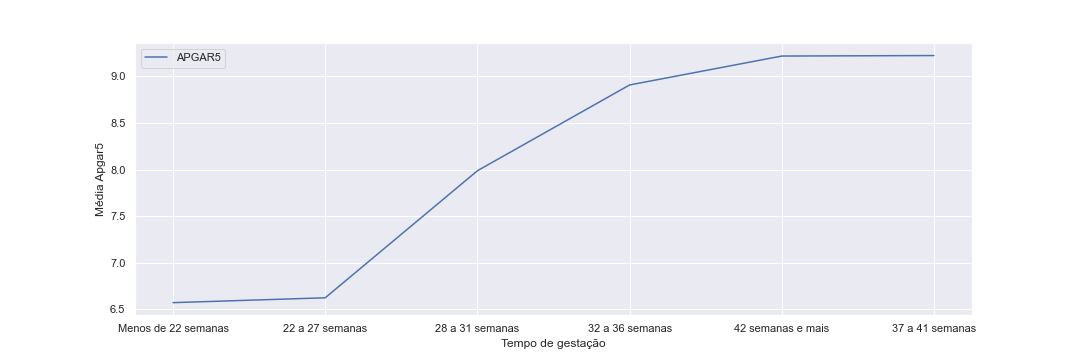 APGAR5
Média Apgar5
9.0
8.5
8.0
7.5
7.0
6.5
Menos de 22 semanas
22 a 27 semanas
28 a 31 semanas
32 a 36 semanas
42 semanas e mais
37 a 41 semanas
Tempo de gestação